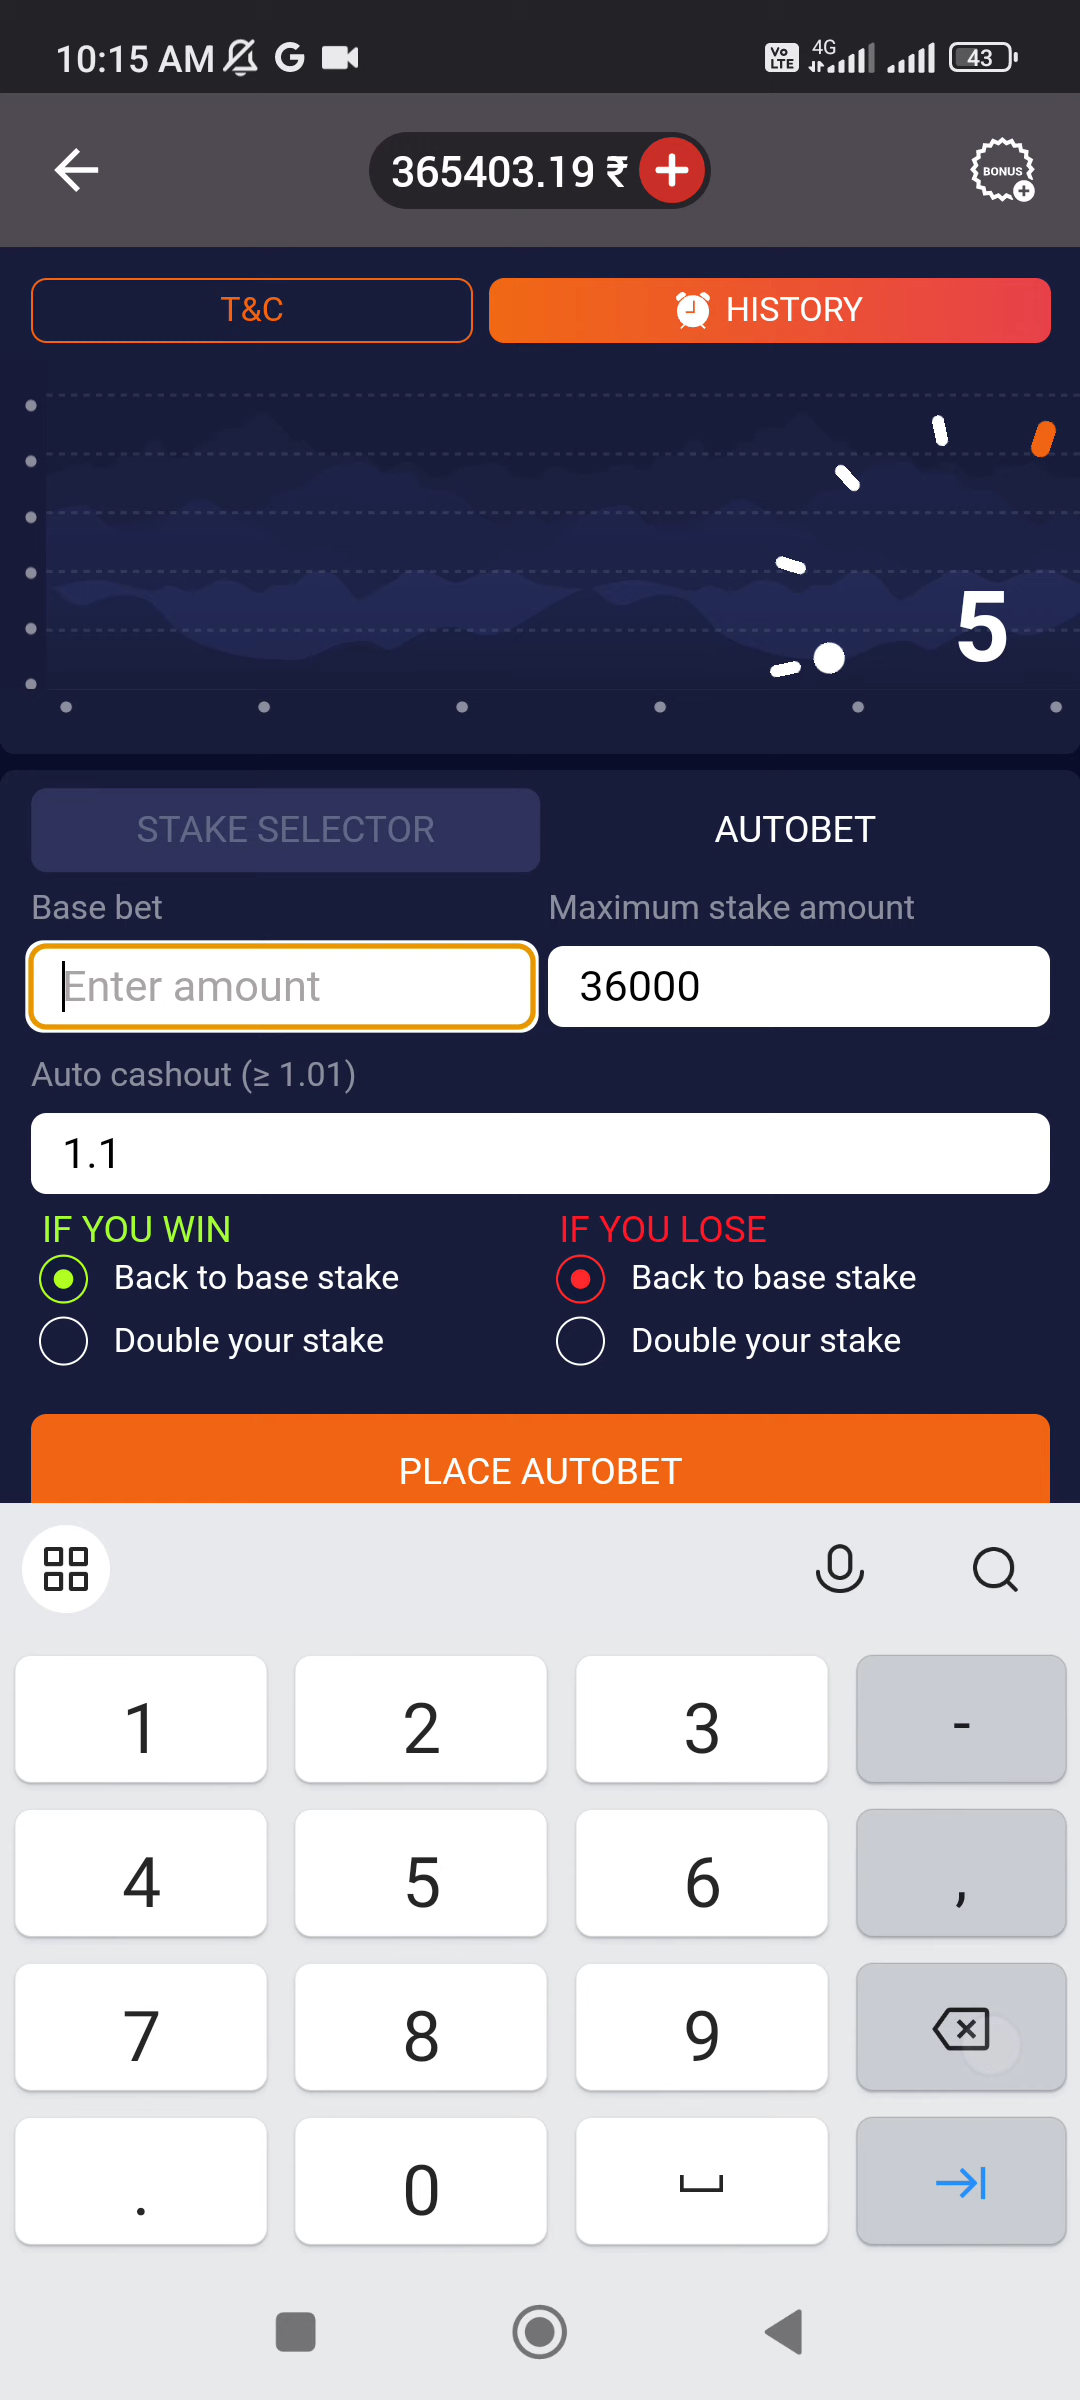 10:15 AM
Vo LTE
4G
43
365403.19 ₹
BONUS
T&C
HISTORY
5
STAKE SELECTOR
AUTOBET
Base bet
Maximum stake amount
Enter amount
36000
Auto cashout (≥ 1.01)
1.1
IF YOU WIN
IF YOU LOSE
Back to base stake
Back to base stake
Double your stake
Double your stake
PLACE AUTOBET
1 2 3 -
4 5 6 ,
7 8 9
. 0